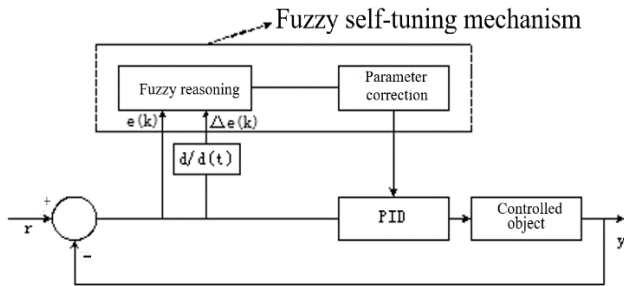 Fuzzy self-tuning mechanism
Fuzzy reasoning
Parameter
correction
e(k)
Δe(k)
d/d(t)
+
r
−
PID
Controlled
object
y